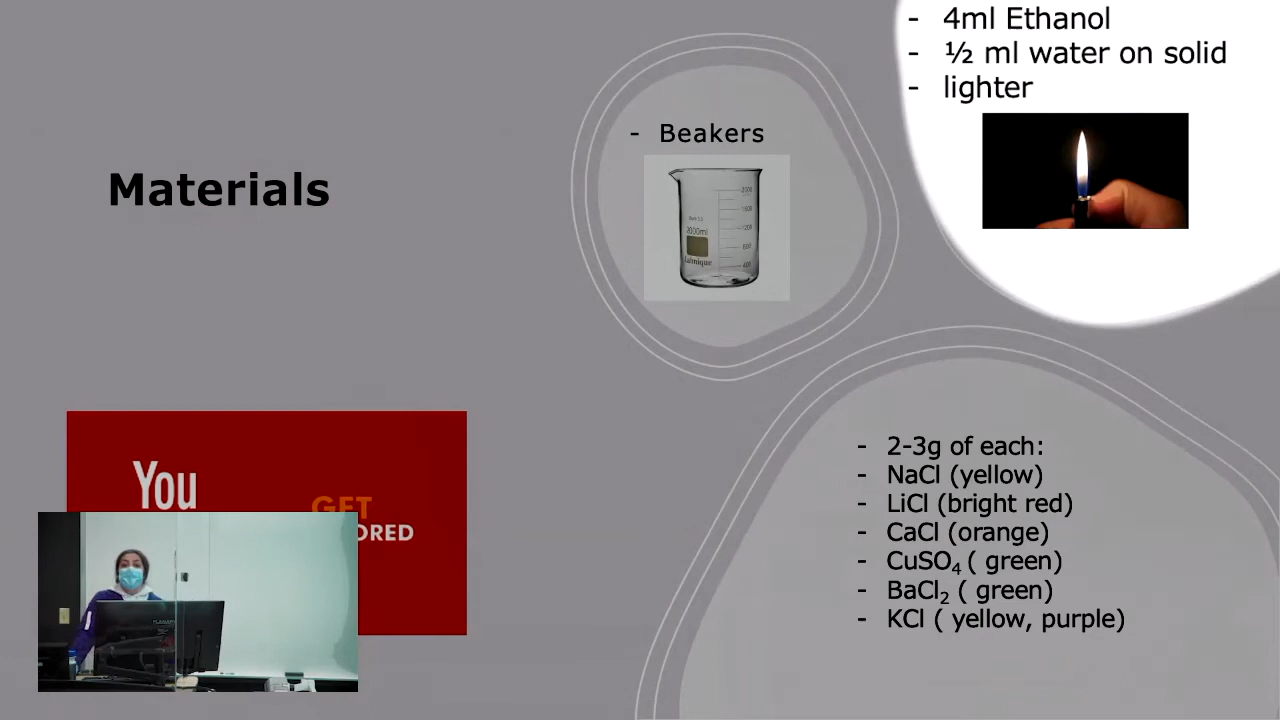 - 4ml Ethanol
- ½ ml water on solid
- lighter
- Beakers
Materials
2000ml
- 2-3g of each:
- NaCl (yellow)
- LiCl (bright red)
- CaCl (orange)
- CuSO₄ ( green)
- BaCl₂ ( green)
- KCl ( yellow, purple)
You
GET